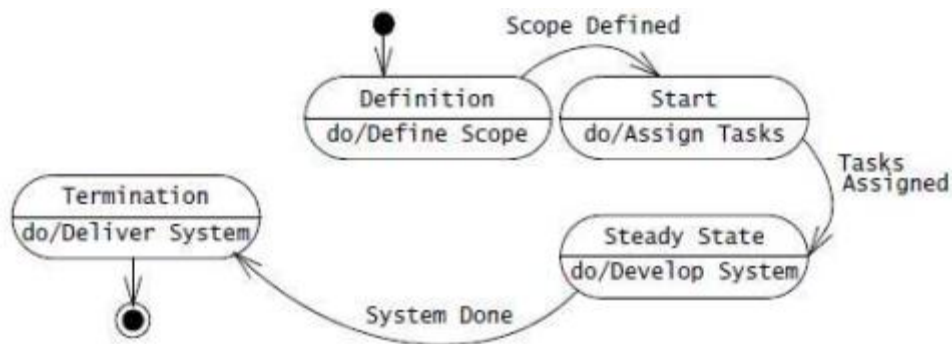 Scope Defined
Definition
do/Define Scope
Start
do/Assign Tasks
Tasks
Assigned
Termination
do/Deliver System
Steady State
do/Develop System
System Done